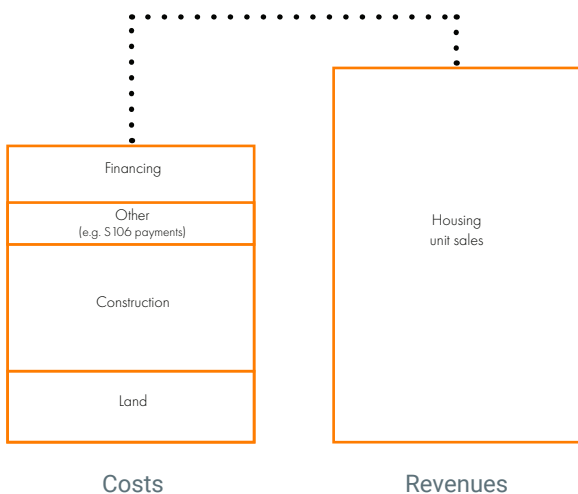 Financing
Other
(e.g. S106 payments)
Construction
Land
Housing
unit sales
Costs
Revenues